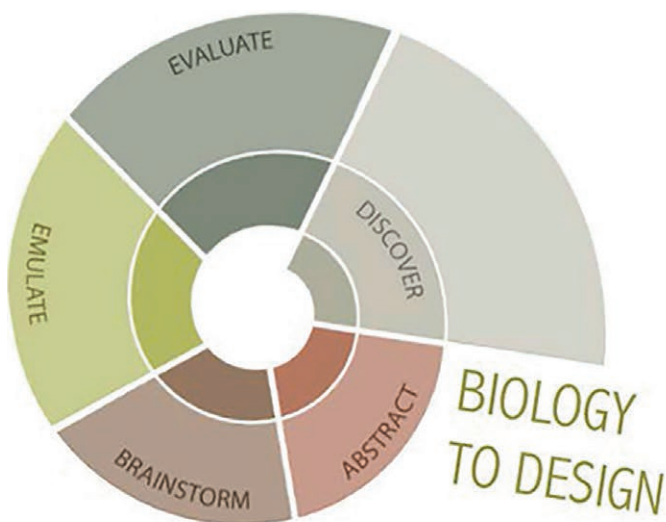 EVALUATE
DISCOVER
EMULATE
ABSTRACT
BRAINSTORM
BIOLOGY
TO DESIGN